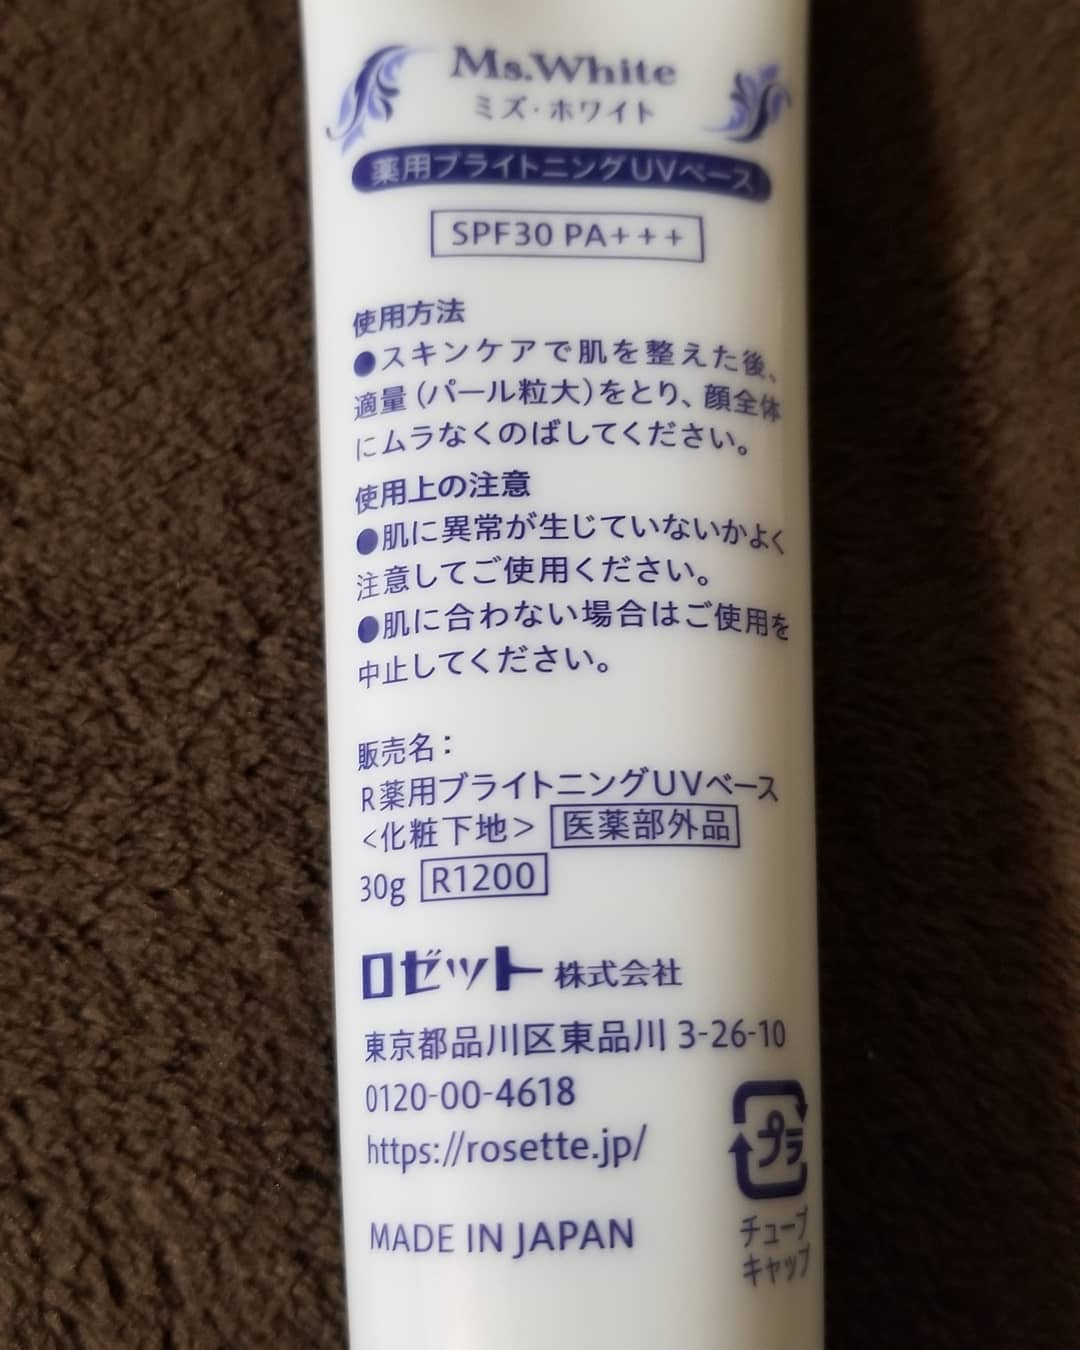 Ms.White
ミズ・ホワイト
薬用ブライトニングUVベース
SPF30 PA+++
使用方法
●スキンケアで肌を整えた後、
適量(パール粒大)をとり、顔全体
にムラなくのばしてください。
使用上の注意
●肌に異常が生じていないかよく
注意してご使用ください。
●肌に合わない場合はご使用を
中止してください。
販売名:
R薬用ブライトニングUVベース
<化粧下地> 医薬部外品
30g R1200
ロゼット 株式会社
東京都品川区東品川 3-26-10
0120-00-4618
https://rosette.jp/
プラ
チューブ
キャップ
MADE IN JAPAN